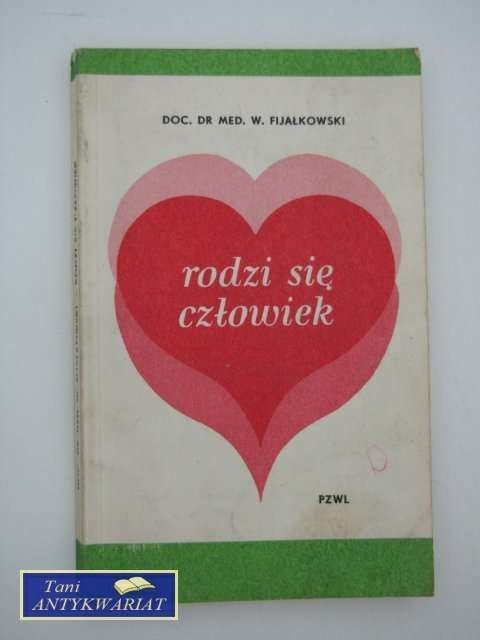 DOC. DR MED. W. FIJAŁKOWSKI
rodzi się
człowiek
PZWL
Tani
ANTYKWARIAT